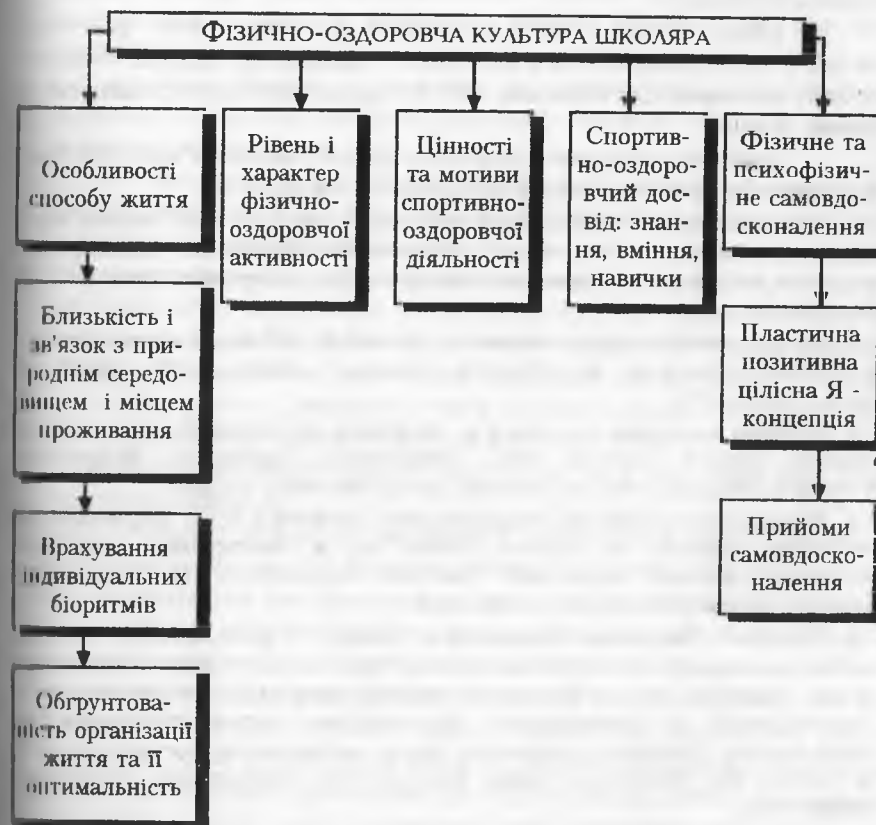 ФІЗИЧНО-ОЗДОРОВЧА КУЛЬТУРА ШКОЛЯРА
Особливості
способу життя
Близькість і
зв'язок з при-
роднім середо-
вищем і місцем
проживання
Врахування
індивідуальних
біоритмів
Обґрунтова-
ність організації
життя та її
оптимальність
Рівень і
характер
фізично-
оздоровчої
активності
Цінності
та мотиви
спортивно-
оздоровчої
діяльності
Спортив-
но-оздоро-
вчий дос-
від: знан-
ня, вміння,
навички
Фізичне та
психофізич-
не самовдо-
сконалення
Пластична
позитивна
цілісна Я -
концепція
Прийоми
самовдоско-
налення